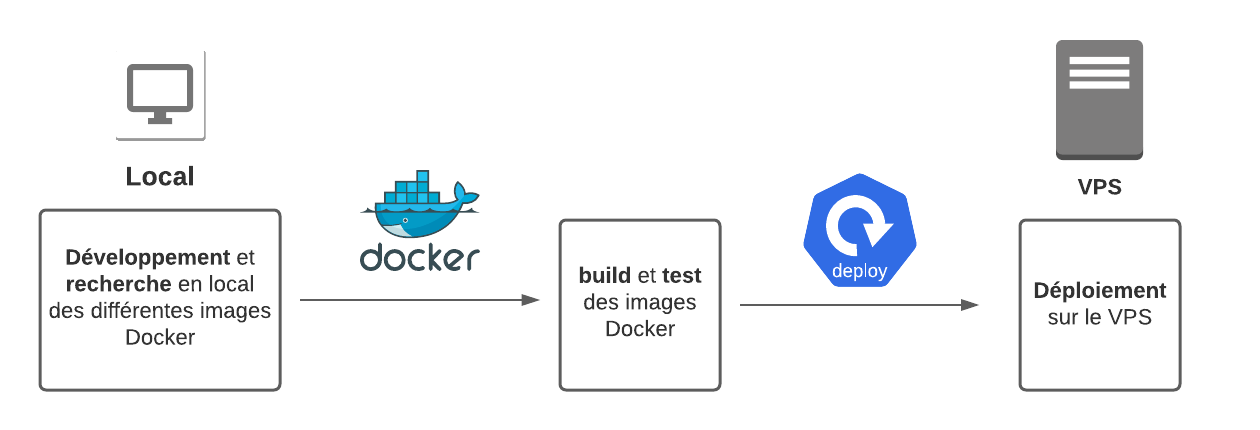 Local
Développement et
recherche en local
des différentes images
Docker
docker
build et test
des images
Docker
deploy
VPS
Déploiement
sur le VPS